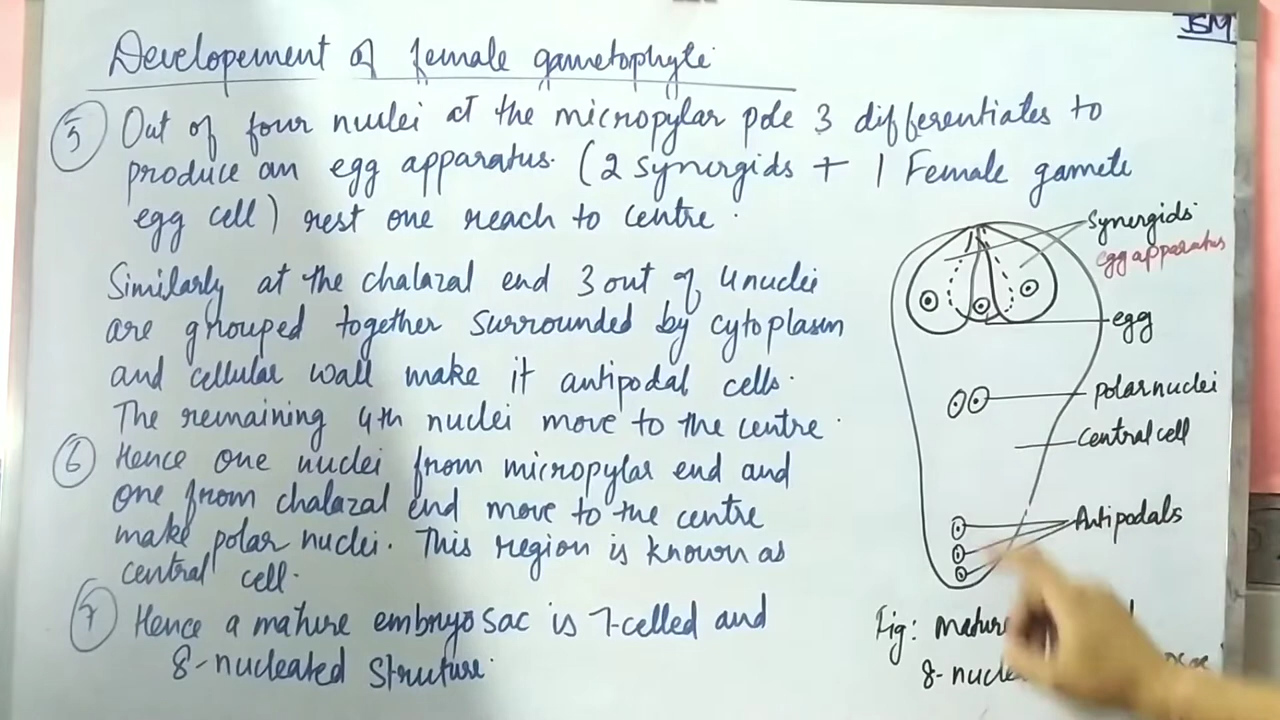 JSM
Developement of female gametophyte
5 Out of four nuclei at the micropylar pole 3 differentiates to
produce an egg apparatus. (2 synergids + 1 Female gamete
egg cell) rest one reach to centre.
Similarly at the chalazal end 3 out of 4 nuclei
are grouped together surrounded by cytoplasm
and cellular wall make it antipodal cells.
The remaining 4th nuclei move to the centre.
6 Hence one nuclei from micropylar end and
one from chalazal end move to the centre
make polar nuclei. This region is known as
central cell.
7 Hence a mature embryo sac is 7-celled and
8-nucleated structure.
Synergids
egg apparatus
egg
polar nuclei
Central cell
Antipodals
Fig: mature
8-nucle